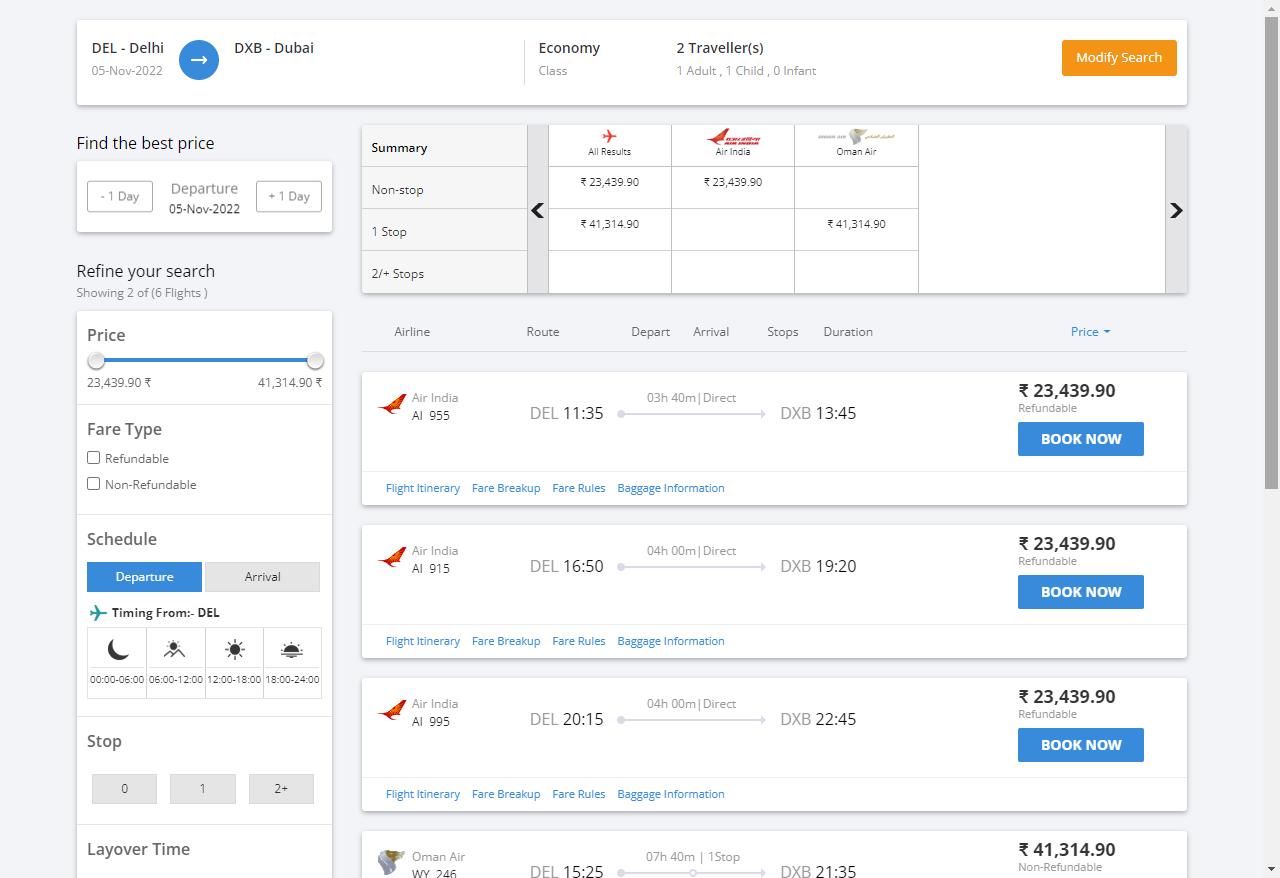 DEL - Delhi
05-Nov-2022
→
DXB - Dubai
Economy
Class
2 Traveller(s)
1 Adult , 1 Child , 0 Infant
Modify Search
Find the best price
- 1 Day
Departure
05-Nov-2022
+ 1 Day
Refine your search
Showing 2 of (6 Flights )
Price
23,439.90 ₹ 41,314.90 ₹
Fare Type
Refundable
Non-Refundable
Schedule
Departure Arrival
Timing From:- DEL
00:00-06:00 06:00-12:00 12:00-18:00 18:00-24:00
Stop
0 1 2+
Layover Time
Summary
All Results
AIR INDIA
Air India
OMAN AIR
Oman Air
Non-stop ₹ 23,439.90 ₹ 23,439.90
1 Stop ₹ 41,314.90 ₹ 41,314.90
2/+ Stops
Airline Route Depart Arrival Stops Duration Price
Air India
AI 955
DEL 11:35
03h 40m|Direct
DXB 13:45
₹ 23,439.90
Refundable
BOOK NOW
Flight Itinerary Fare Breakup Fare Rules Baggage Information
Air India
AI 915
DEL 16:50
04h 00m|Direct
DXB 19:20
₹ 23,439.90
Refundable
BOOK NOW
Flight Itinerary Fare Breakup Fare Rules Baggage Information
Air India
AI 995
DEL 20:15
04h 00m|Direct
DXB 22:45
₹ 23,439.90
Refundable
BOOK NOW
Flight Itinerary Fare Breakup Fare Rules Baggage Information
Oman Air
WY 246
DEL 15:25
07h 40m | 1Stop
DXB 21:35
₹ 41,314.90
Non-Refundable